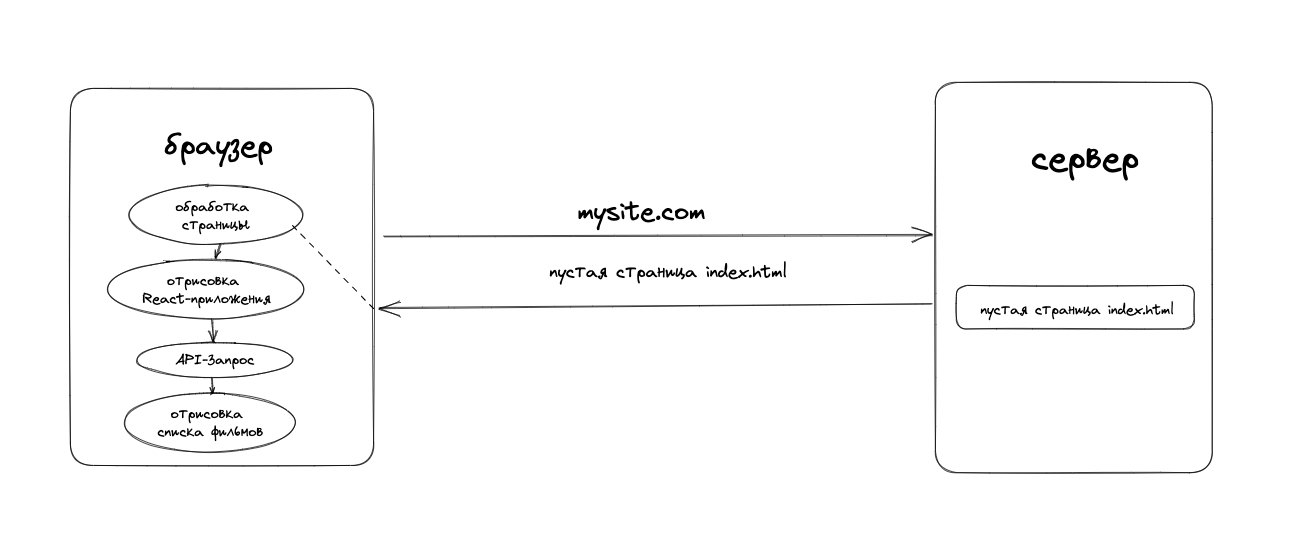 браузер
обработка
страницы
отрисовка
React-приложения
API-запрос
отрисовка
списка фильмов
mysite.com
пустая страница index.html
сервер
пустая страница index.html